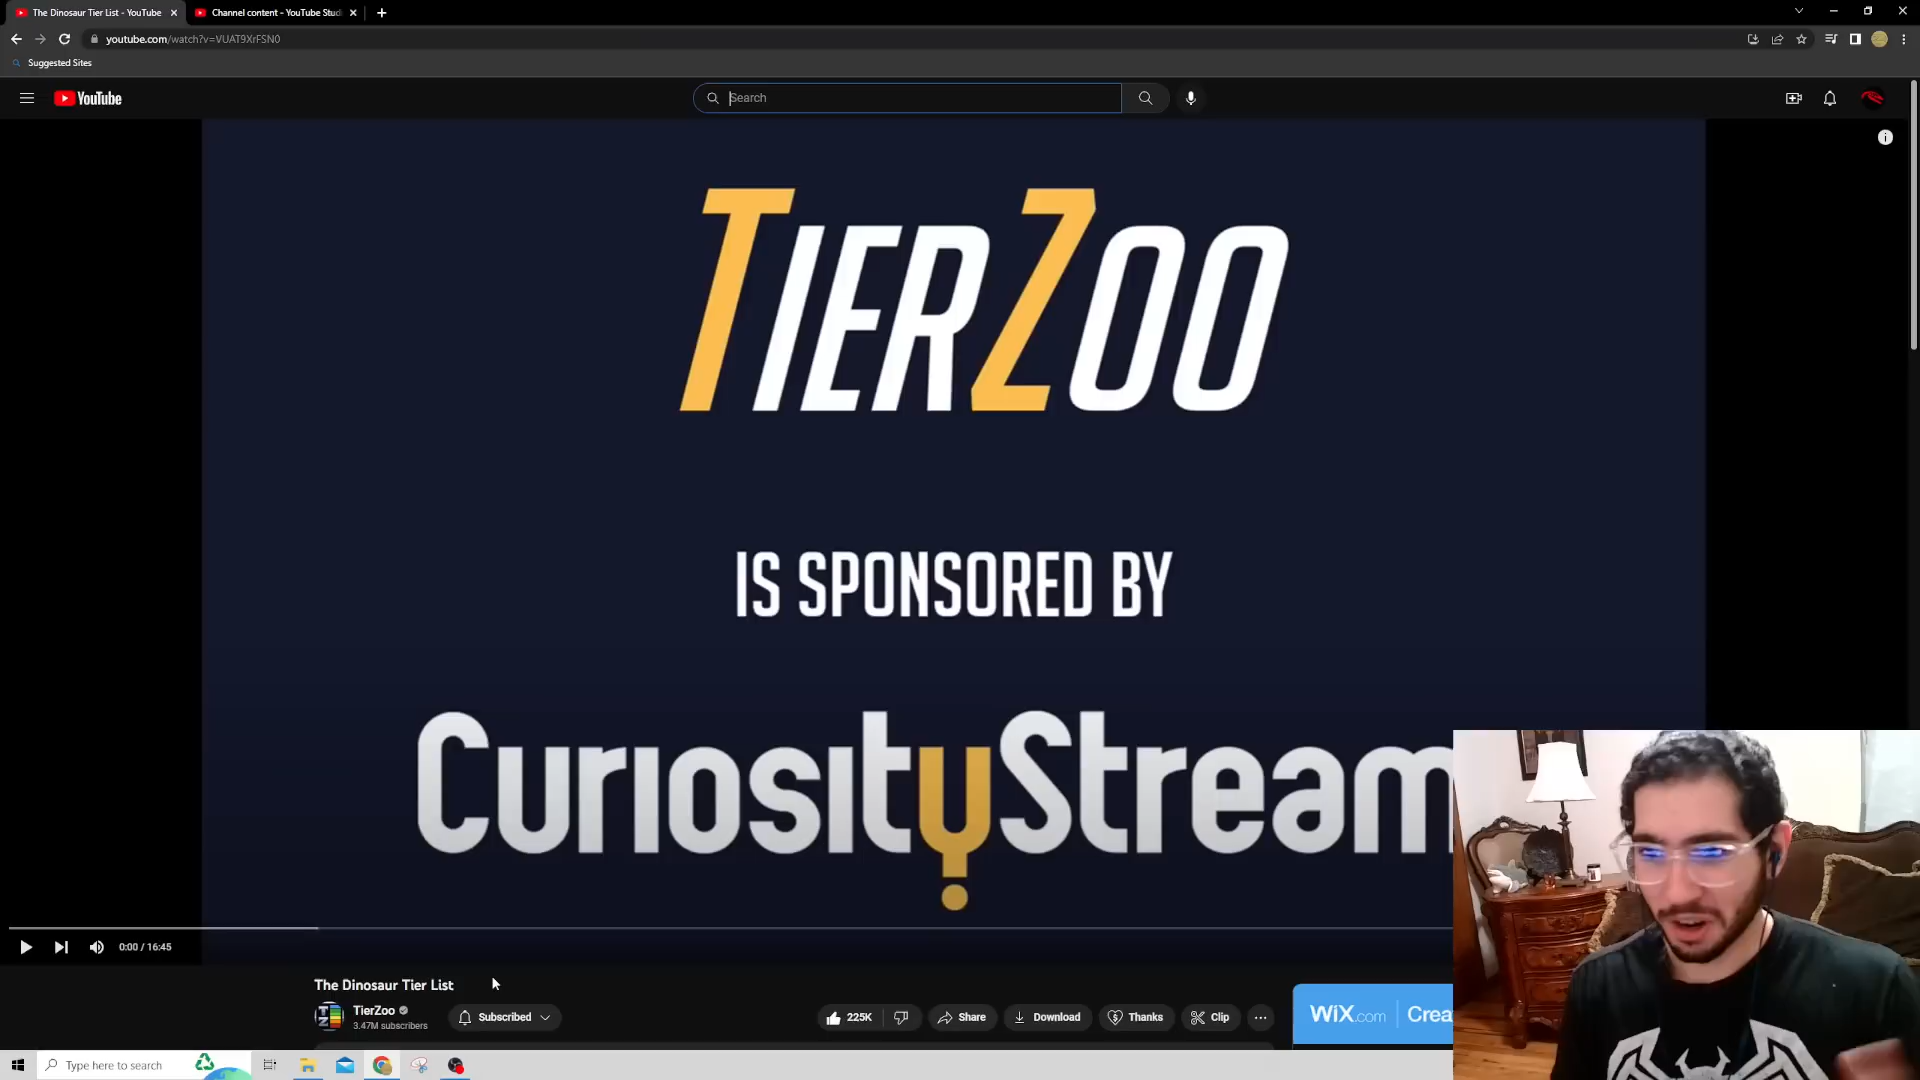 The Dinosaur Tier List - YouTube
Channel content - YouTube Stud
youtube.com/watch?v=VUAT9XrFSN0
Suggested Sites
YouTube
Search
TIERZOO
IS SPONSORED BY
CuriosityStream
0:00 / 16:45
The Dinosaur Tier List
TierZoo
3.47M subscribers
Subscribed
225K
Share
Download
Thanks
Clip
WiX.com
Crea
Type here to search